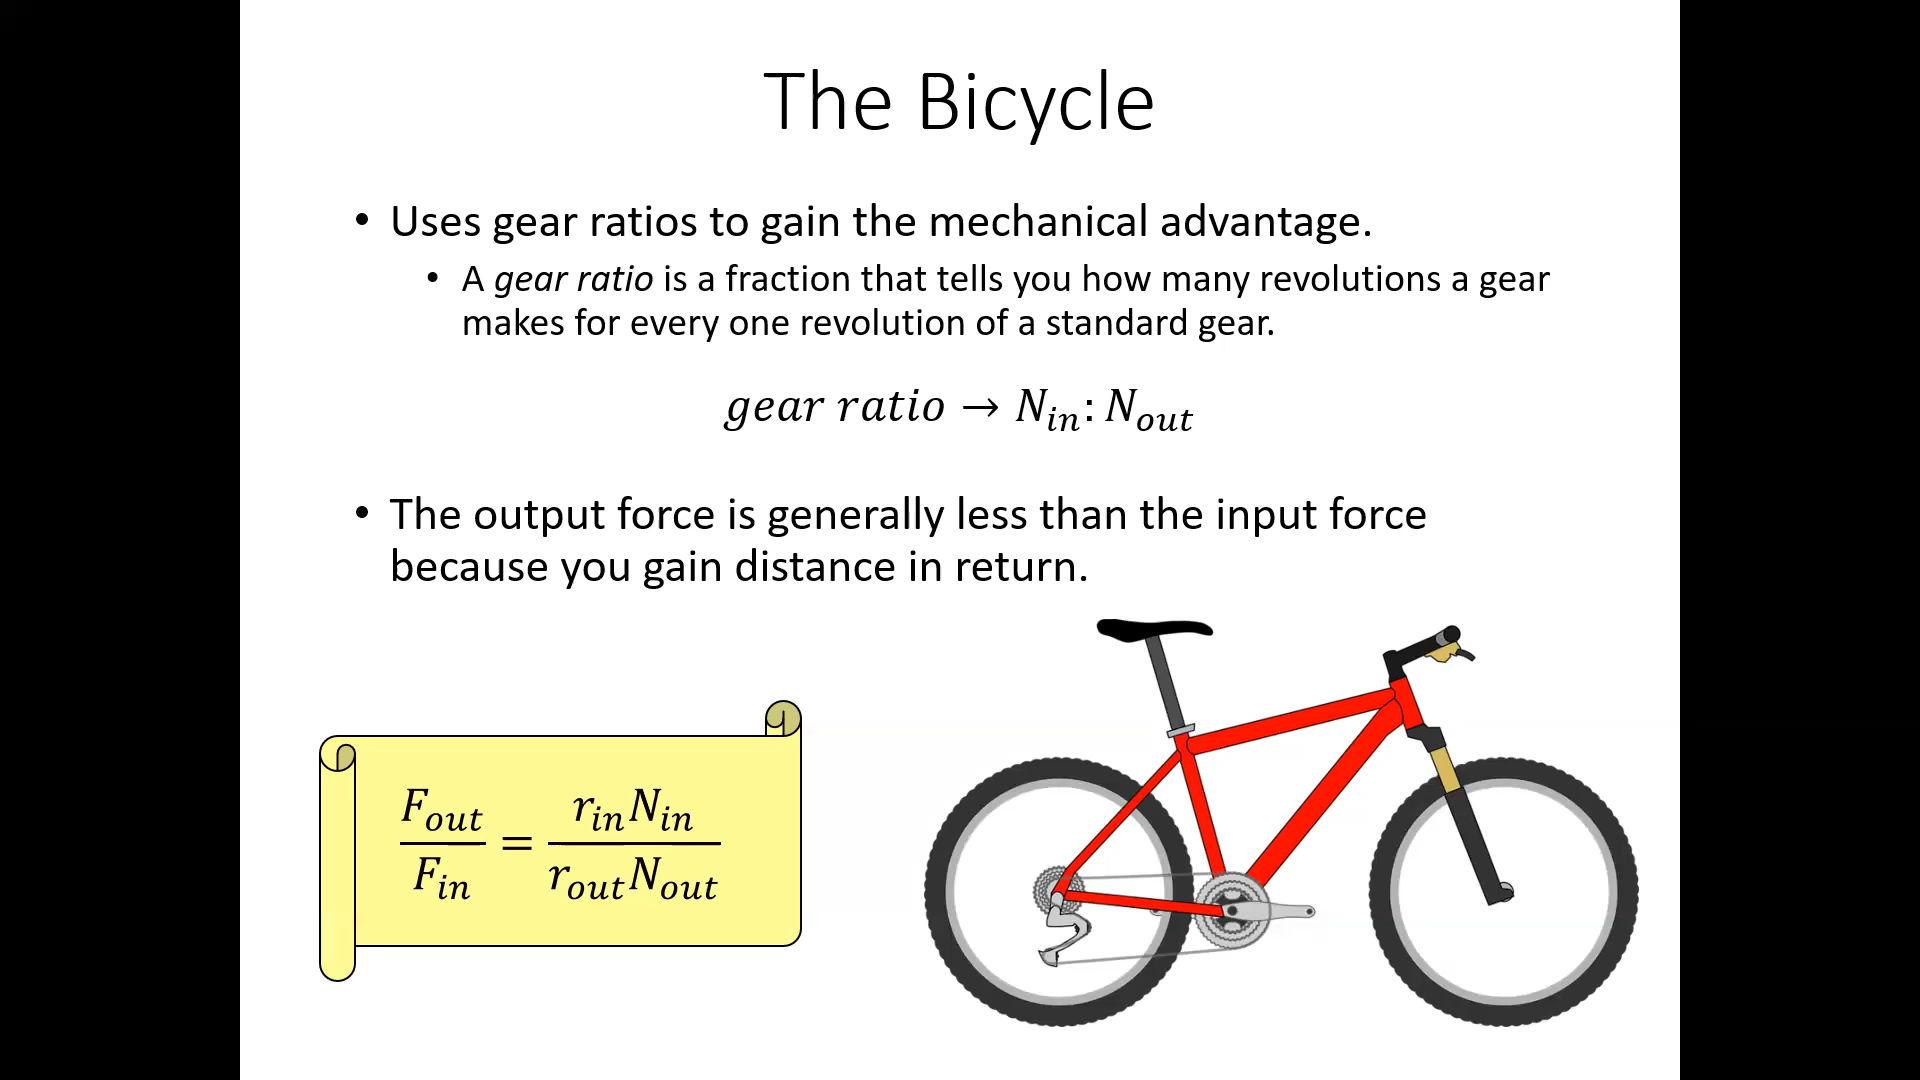 The Bicycle
• Uses gear ratios to gain the mechanical advantage.
• A gear ratio is a fraction that tells you how many revolutions a gear
makes for every one revolution of a standard gear.
gear ratio → N_in: N_out
• The output force is generally less than the input force
because you gain distance in return.
F_out/F_in = r_in N_in/r_out N_out